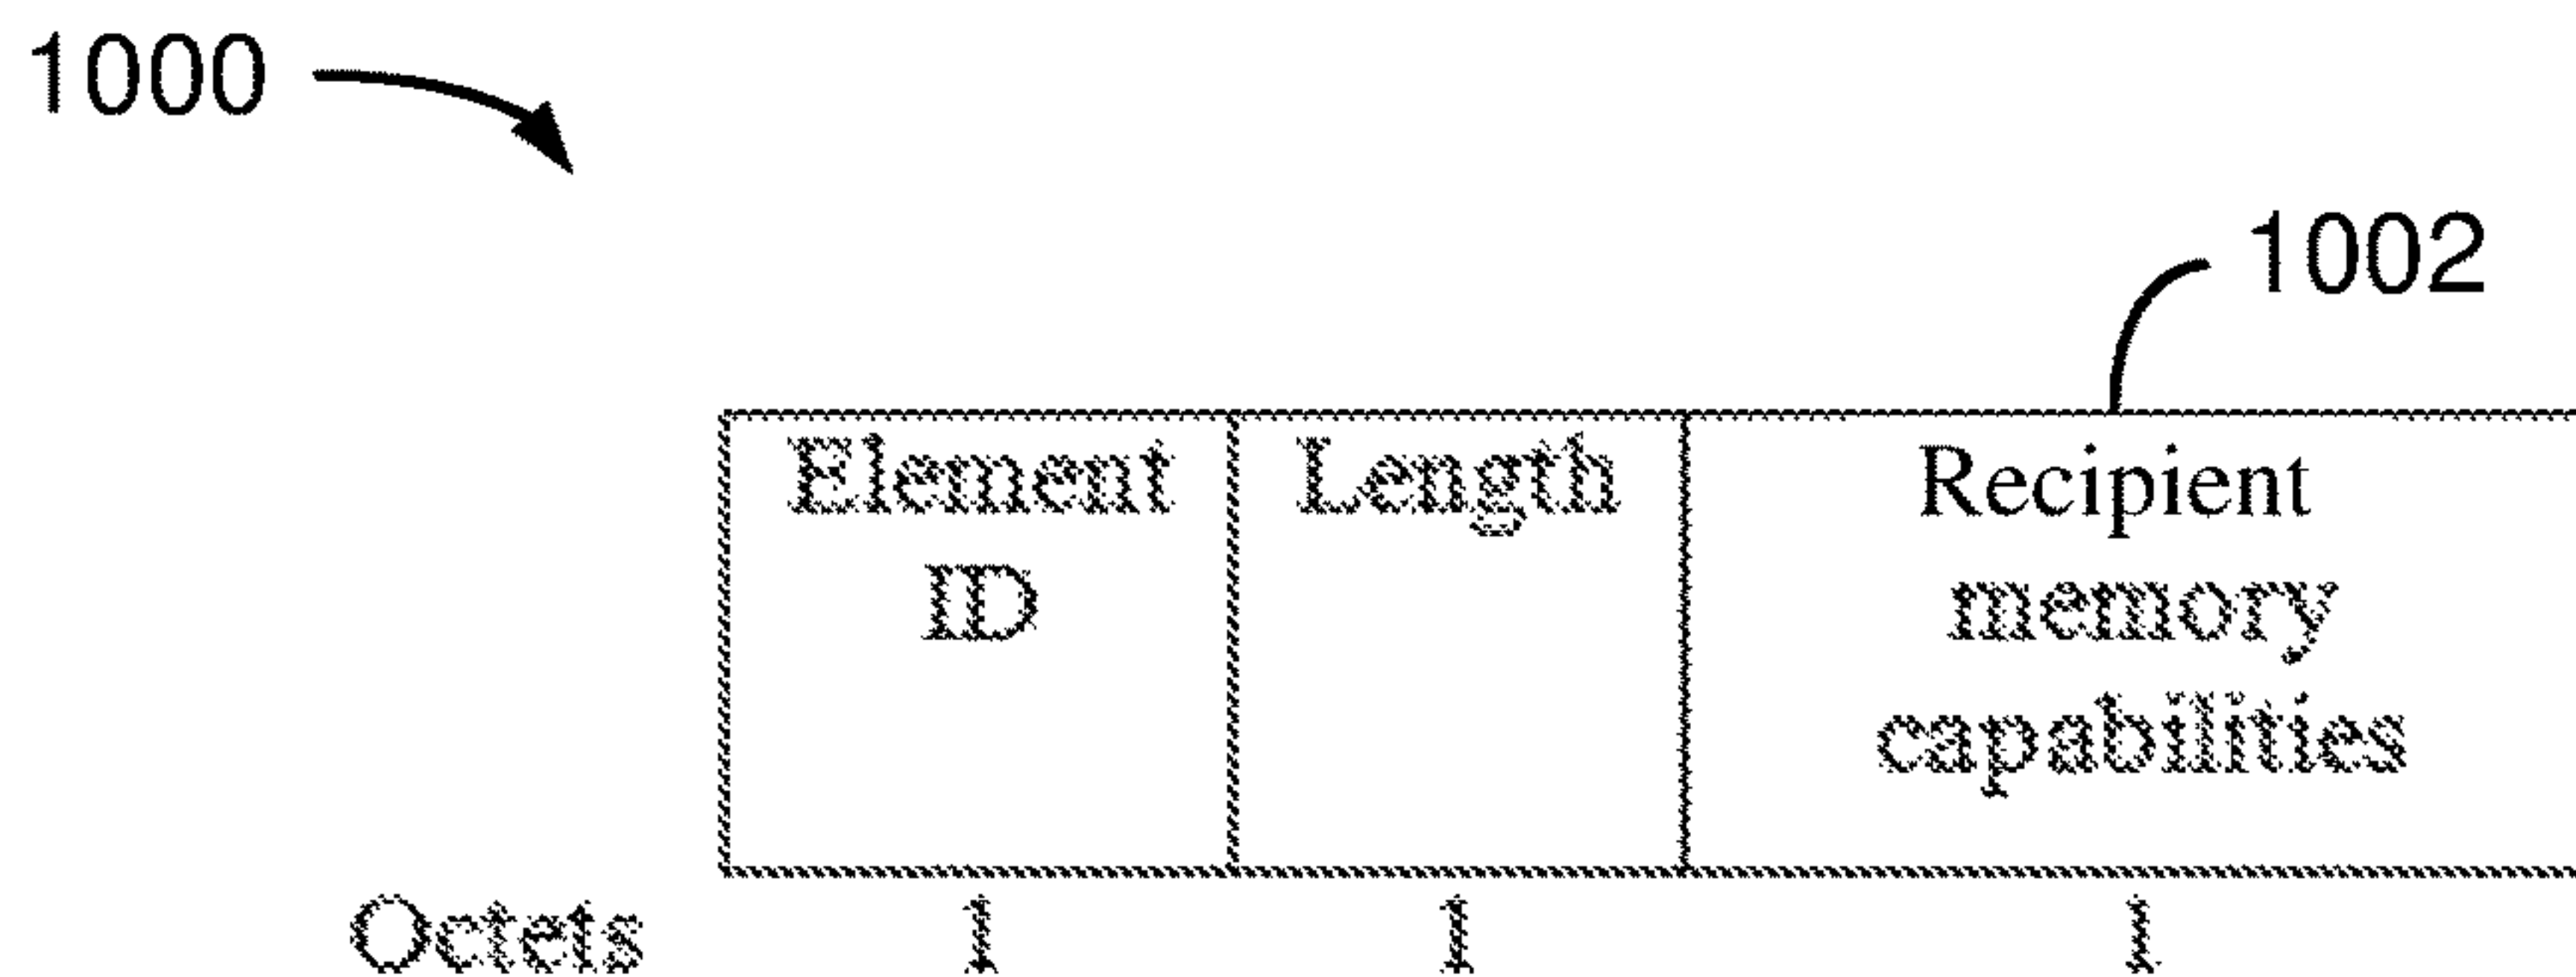 1000
1002
Element ID
Length
Recipient memory capabilities
Octets 1 1 1